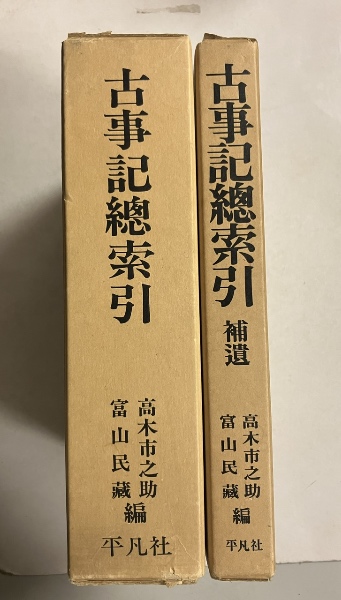 古事記總索引
高木市之助
富山民藏
編
平凡社
古事記總索引
補遺
高木市之助
富山民藏
編
平凡社